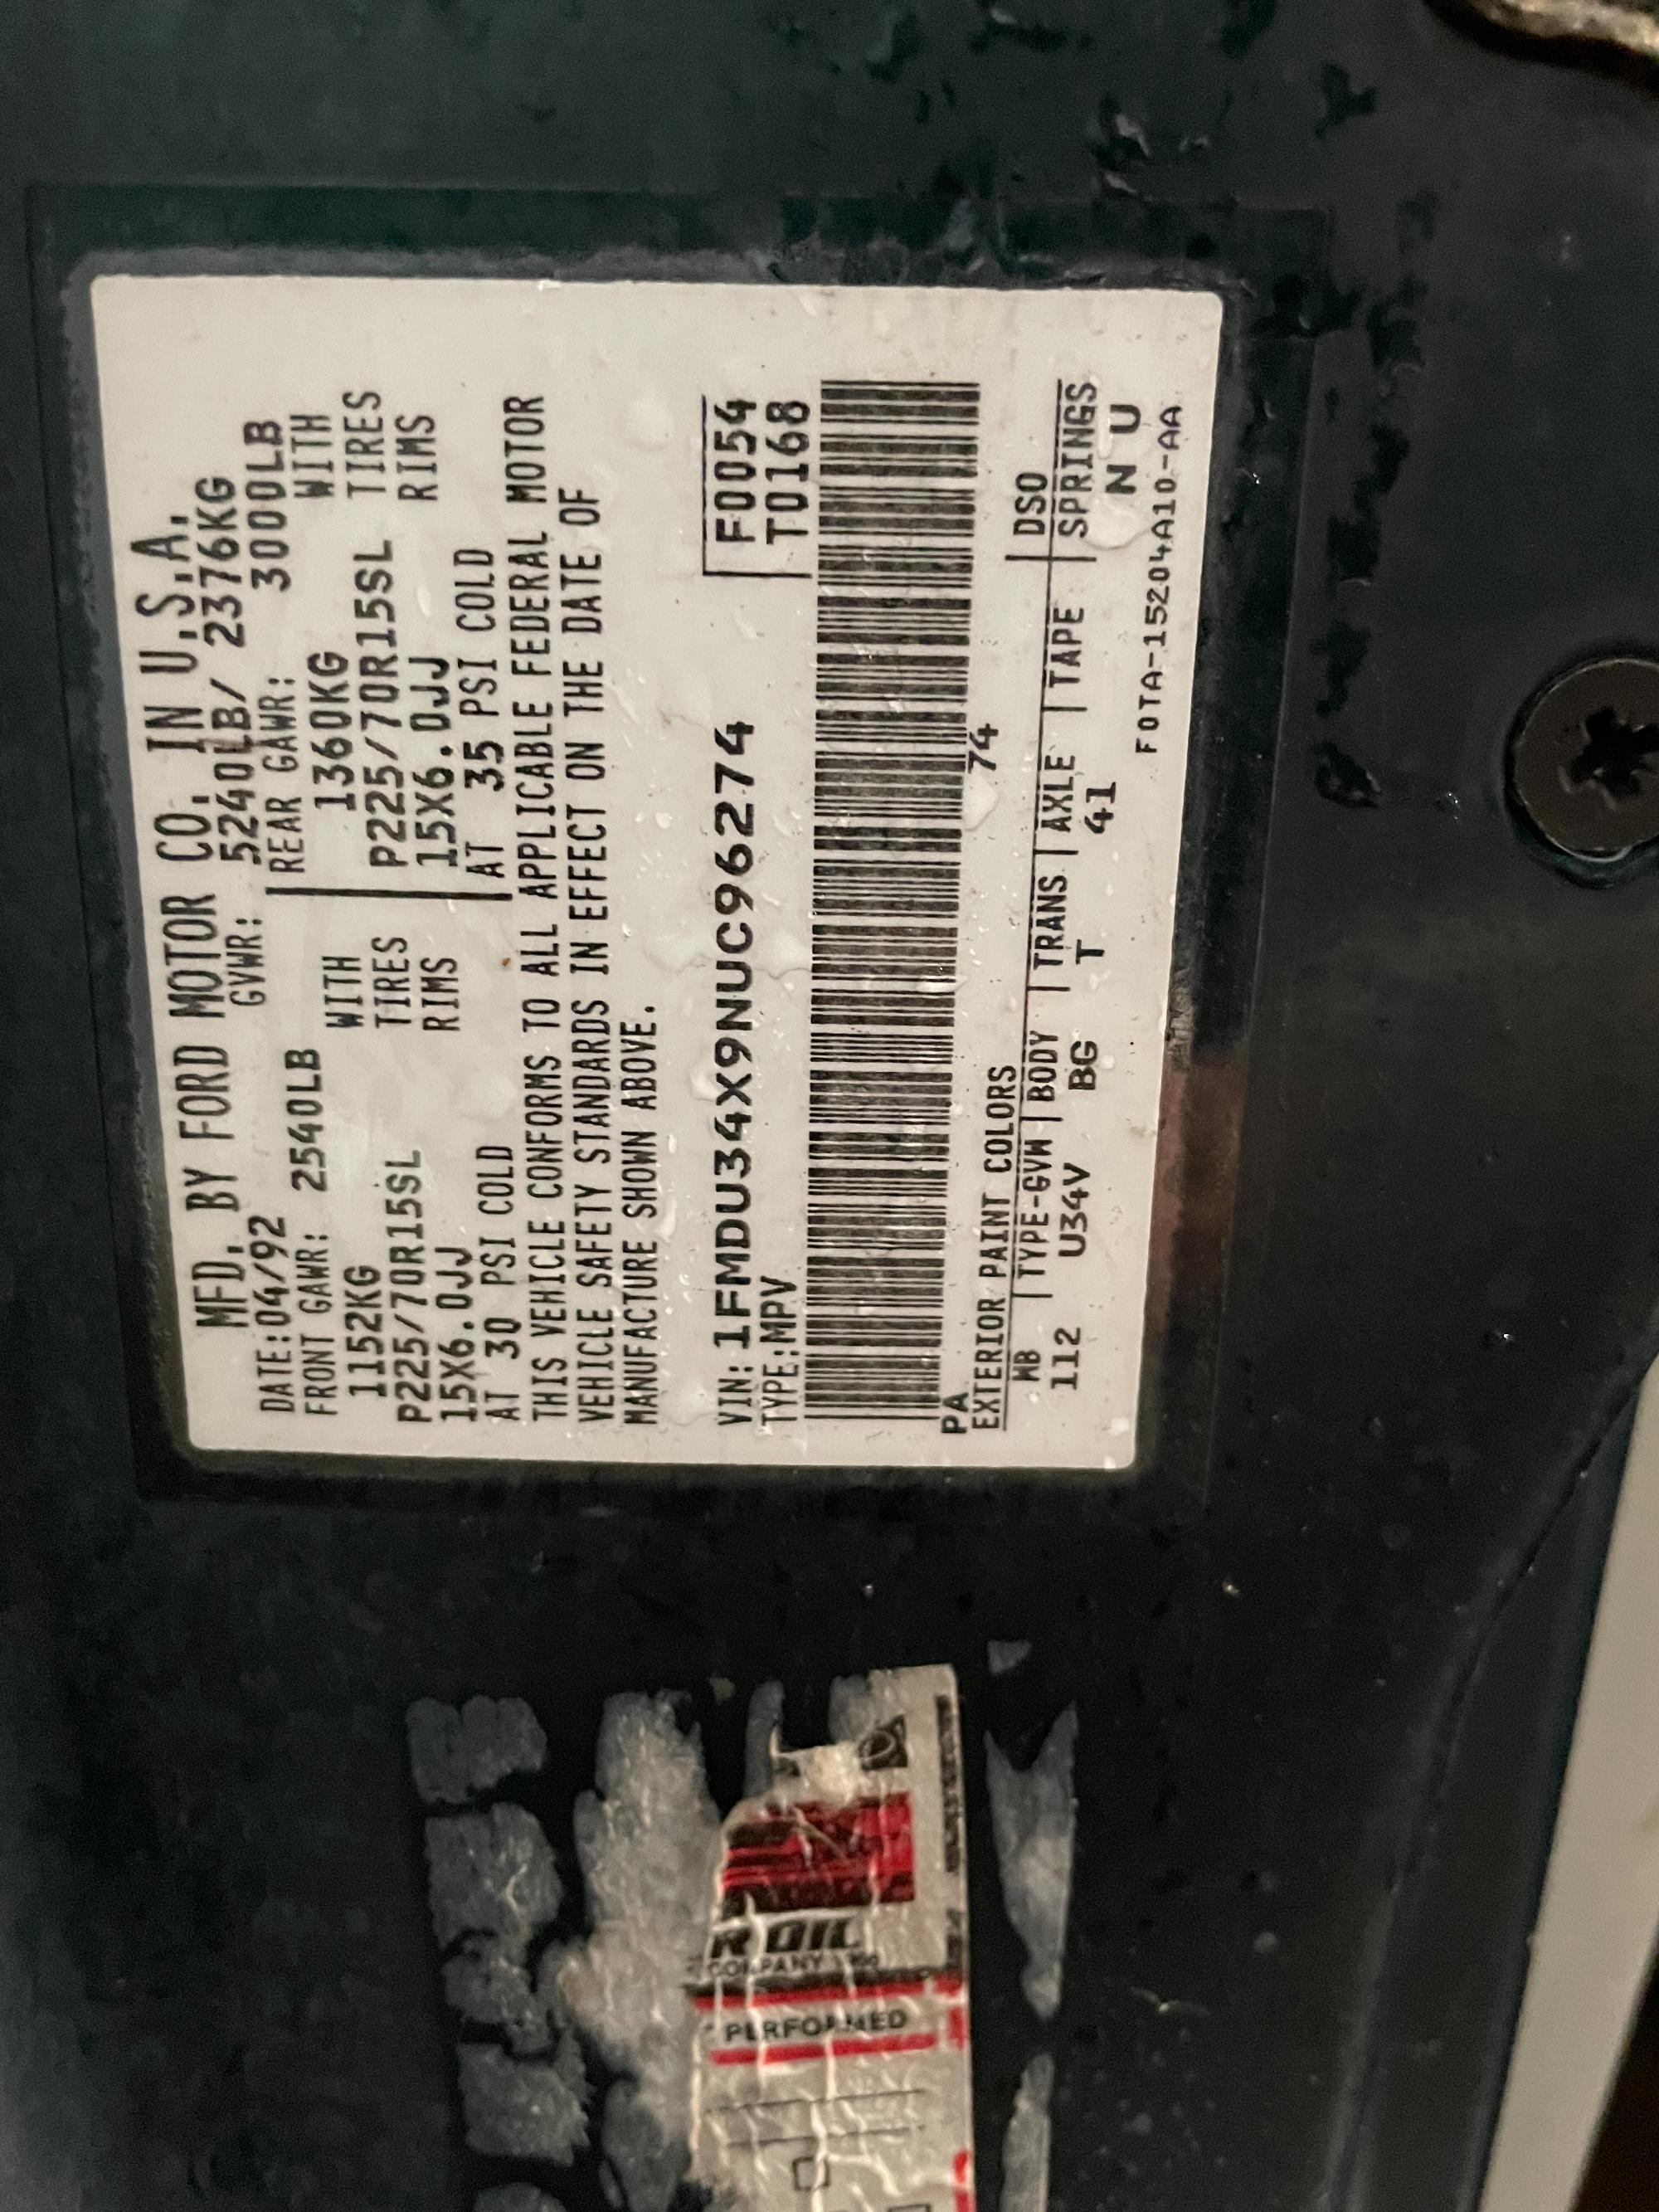 MFD. BY FORD MOTOR CO. IN U.S.A.
DATE:04/92 GVWR: 5240LB/ 2376KG
FRONT GAWR: 2540LB REAR GAWR: 3000LB
1152KG WITH 1360KG WITH
P225/70R15SL TIRES P225/70R15SL TIRES
15X6.0JJ RIMS 15X6.0JJ RIMS
AT 30 PSI COLD AT 35 PSI COLD
THIS VEHICLE CONFORMS TO ALL APPLICABLE FEDERAL MOTOR
VEHICLE SAFETY STANDARDS IN EFFECT ON THE DATE OF
MANUFACTURE SHOWN ABOVE.
F0054
VIN: 1FMDU34X9NUC96274
T0168
TYPE:MPV
PA 74
EXTERIOR PAINT COLORS DSO
WB TYPE-GVW BODY TRANS AXLE TAPE SPRINGS
112 U34V BG T 41 N U
F0TA-15204A10-AA
R OIL
COMPANY
PERFORMED